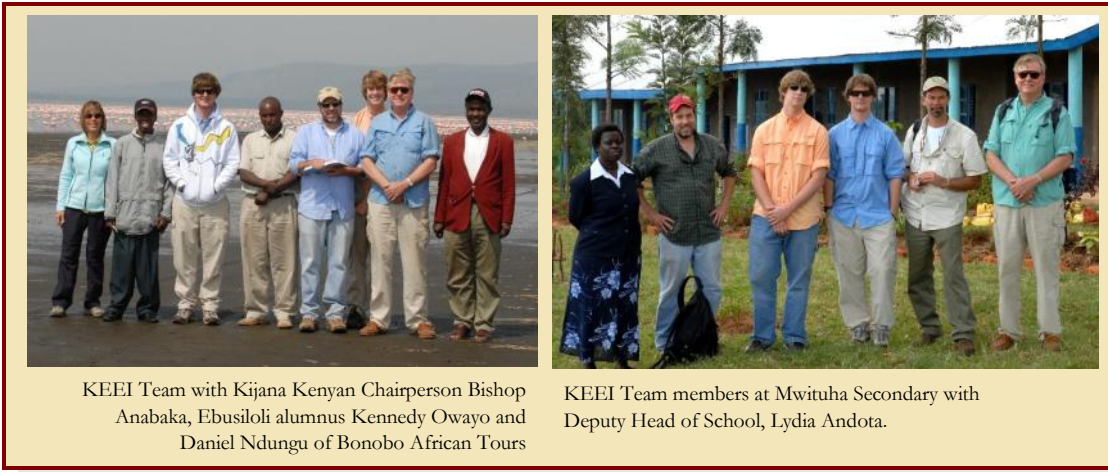 KEEI Team with Kijana Kenyan Chairperson Bishop
Anabaka, Ebusiloli alumnus Kennedy Owayo and
Daniel Ndungu of Bonobo African Tours
KEEI Team members at Mwituha Secondary with
Deputy Head of School, Lydia Andota.